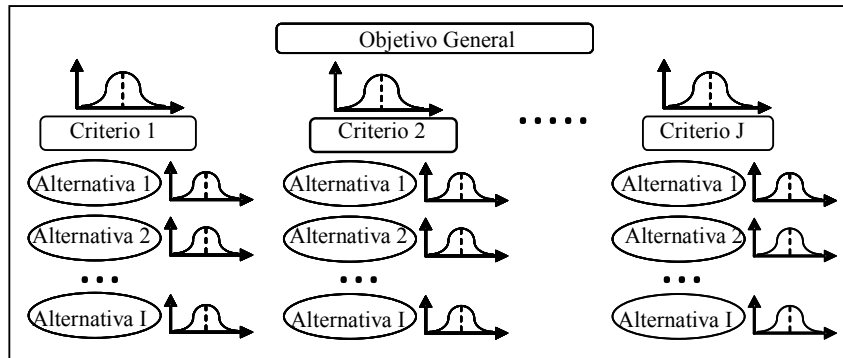 Objetivo General
Criterio 1 Criterio 2 Criterio J
Alternativa 1 Alternativa 1 Alternativa 1
Alternativa 2 Alternativa 2 Alternativa 2
Alternativa I Alternativa I Alternativa I